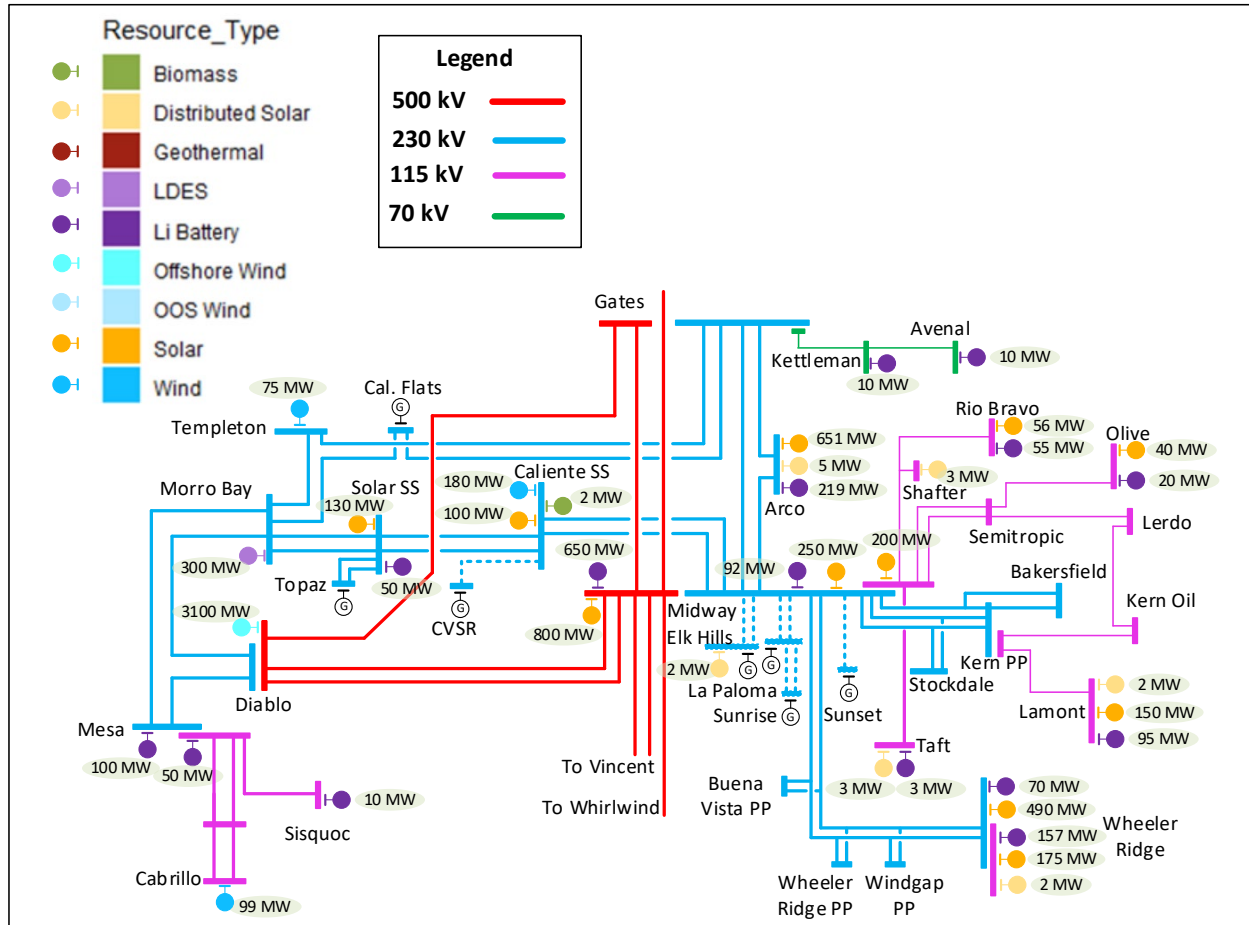 Resource_Type
Biomass
Distributed Solar
Geothermal
LDES
Li Battery
Offshore Wind
OOS Wind
Solar
Wind
Legend
500 kV
230 kV
115 kV
70 kV
Gates
Avenal
Kettleman
10 MW
10 MW
75 MW
Cal. Flats
G
Templeton
Rio Bravo
56 MW
55 MW
Olive
40 MW
20 MW
651 MW
5 MW
219 MW
Arco
3 MW
Shafter
Caliente SS
180 MW
2 MW
100 MW
Morro Bay
Solar SS
130 MW
Semitropic
Lerdo
300 MW
Topaz
G
50 MW
650 MW
92 MW
250 MW
200 MW
Bakersfield
CVSR
G
3100 MW
800 MW
Midway
Elk Hills
2 MW
G
G
La Paloma
Sunrise
G
G
Sunset
Kern Oil
Kern PP
Stockdale
Diablo
Lamont
2 MW
150 MW
95 MW
Mesa
100 MW
50 MW
Taft
3 MW
3 MW
To Vincent
To Whirlwind
Buena
Vista PP
10 MW
Sisquoc
70 MW
490 MW
157 MW
175 MW
2 MW
Wheeler
Ridge
Cabrillo
99 MW
Wheeler
Ridge PP
Windgap
PP